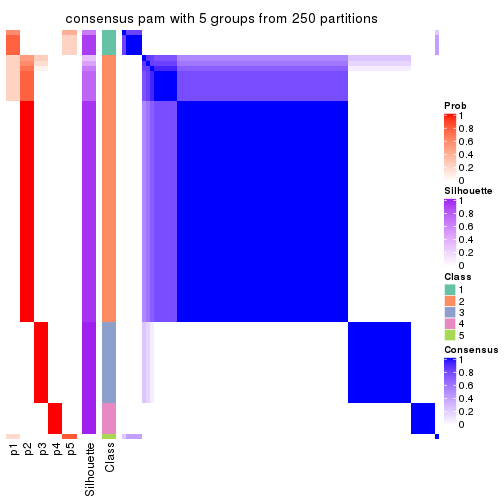 consensus pam with 5 groups from 250 partitions
Prob
1
0.8
0.6
0.4
0.2
0
Silhouette
1
0.8
0.6
0.4
0.2
0
Class
1
2
3
4
5
Consensus
1
0.8
0.6
0.4
0.2
0
p1
p2
p3
p4
p5
Silhouette
Class